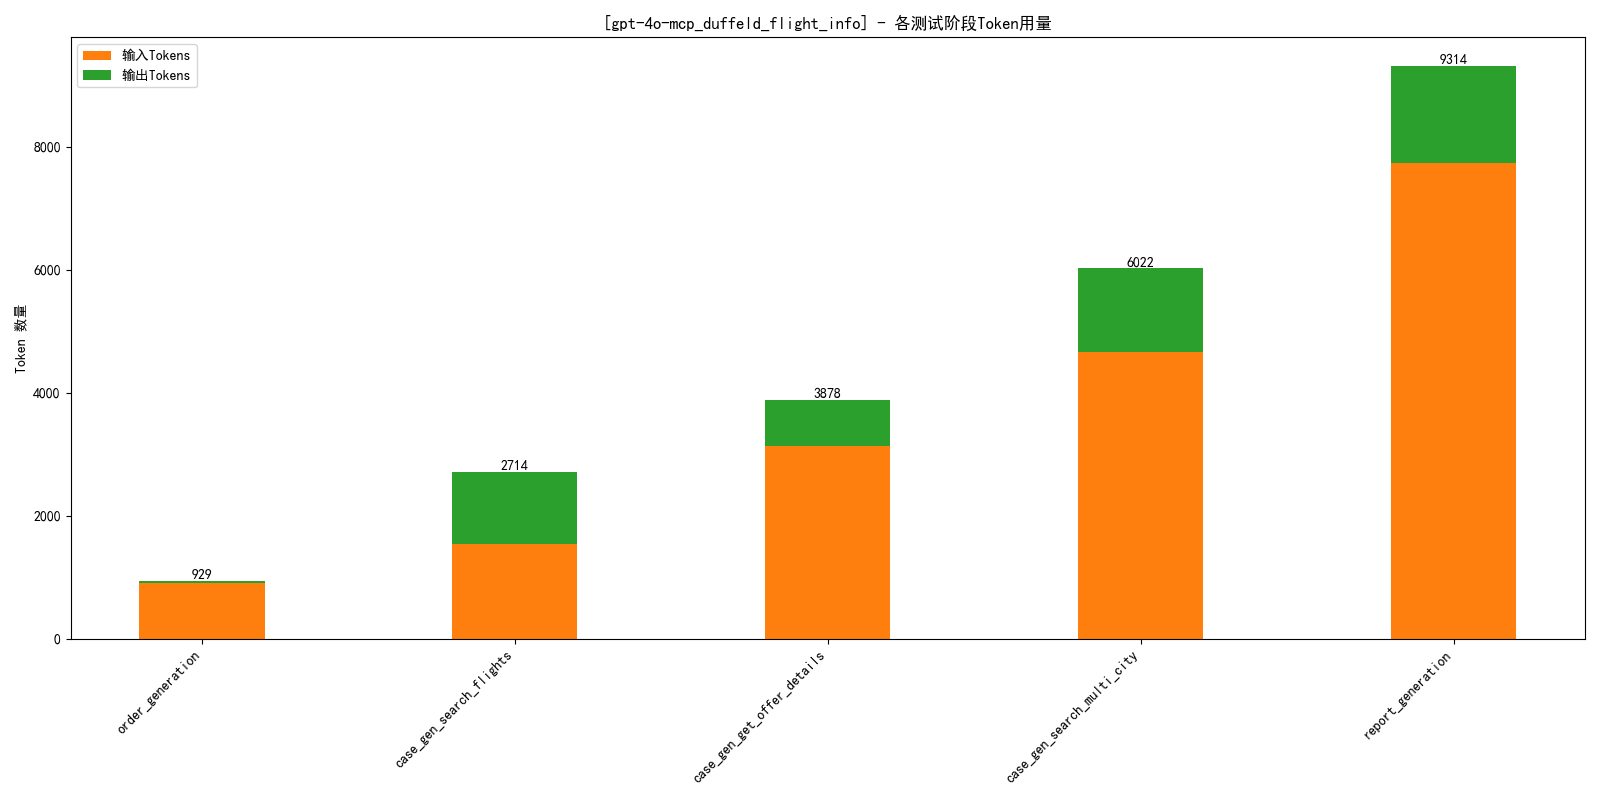 [gpt-4o-mcp_duffeld_flight_info] - 各测试阶段Token用量
输入Tokens
输出Tokens
Token 数量
8000
6000
4000
2000
0
929
2714
3878
6022
9314
order_generation
case_gen_search_flights
case_gen_get_offer_details
case_gen_search_multi_city
report_generation